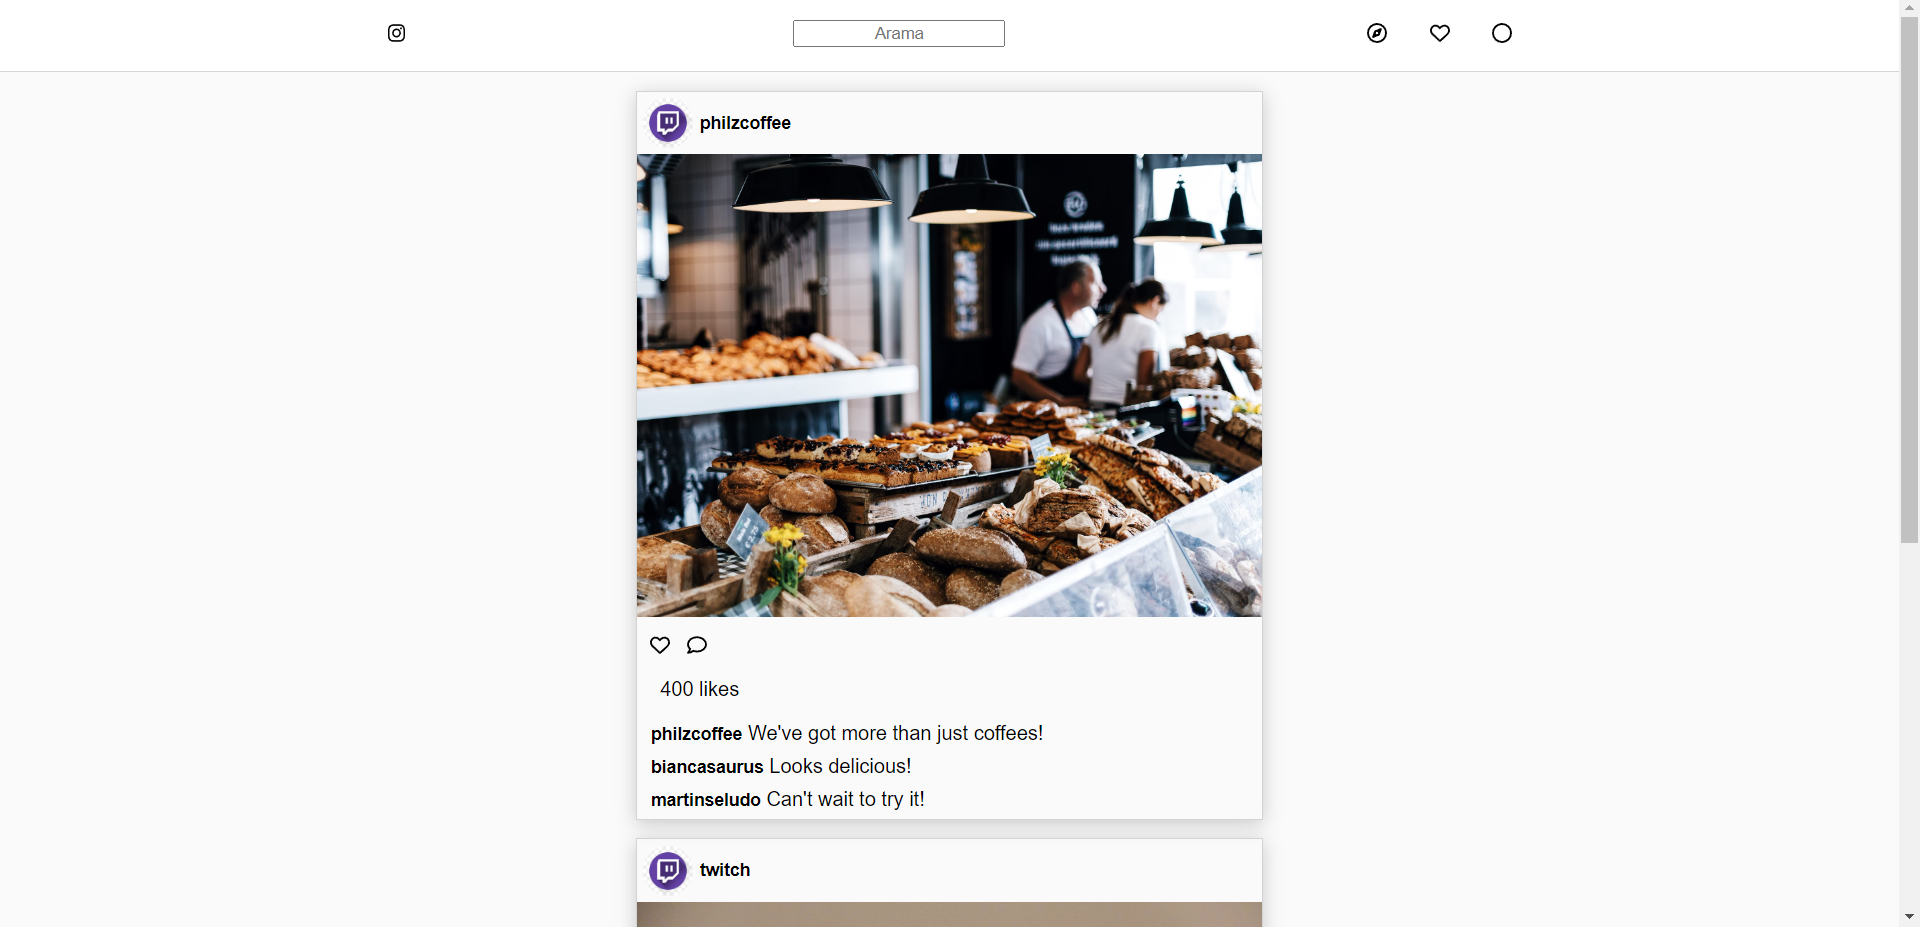 Arama
philzcoffee
400 likes
philzcoffee We've got more than just coffees!
biancasaurus Looks delicious!
martinseludo Can't wait to try it!
twitch